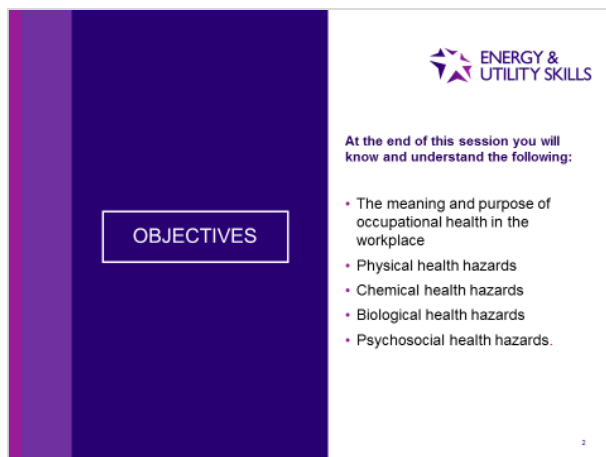 ENERGY &
UTILITY SKILLS
At the end of this session you will
know and understand the following:
OBJECTIVES
• The meaning and purpose of
occupational health in the
workplace
• Physical health hazards
• Chemical health hazards
• Biological health hazards
• Psychosocial health hazards.
2